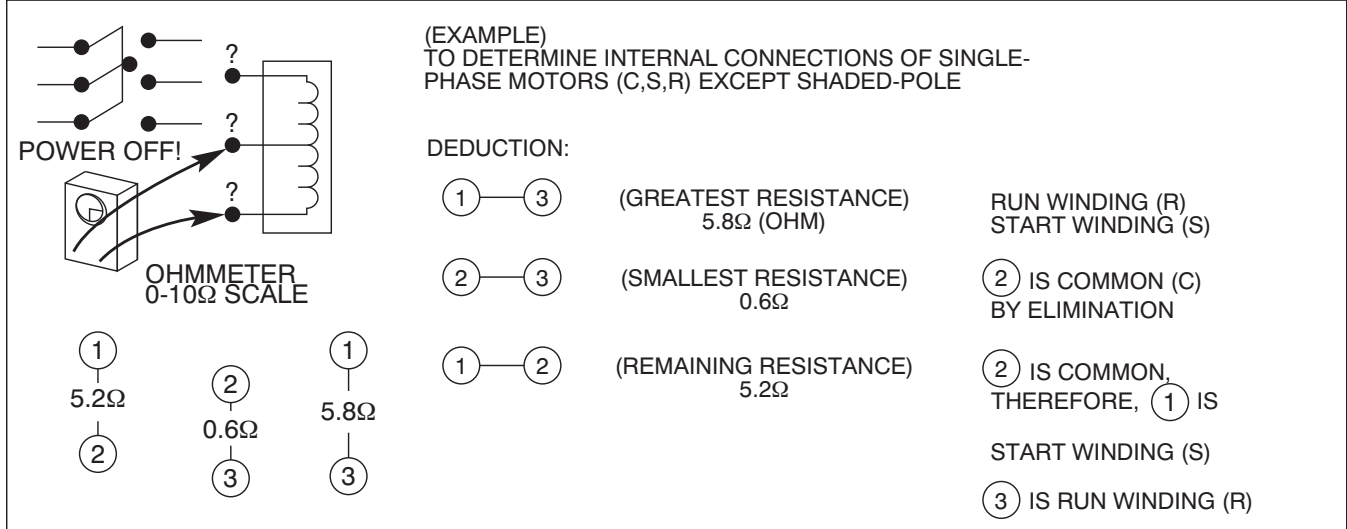 (EXAMPLE)
TO DETERMINE INTERNAL CONNECTIONS OF SINGLE-
PHASE MOTORS (C,S,R) EXCEPT SHADED-POLE
?
?
?
POWER OFF!
OHMMETER
0-10Ω SCALE
1
5.2Ω
2
2
0.6Ω
3
1
5.8Ω
3
DEDUCTION:
1 3 (GREATEST RESISTANCE) RUN WINDING (R)
5.8Ω (OHM) START WINDING (S)
2 3 (SMALLEST RESISTANCE) 2 IS COMMON (C)
0.6Ω BY ELIMINATION
1 2 (REMAINING RESISTANCE) 2 IS COMMON,
5.2Ω THEREFORE, 1 IS
START WINDING (S)
3 IS RUN WINDING (R)